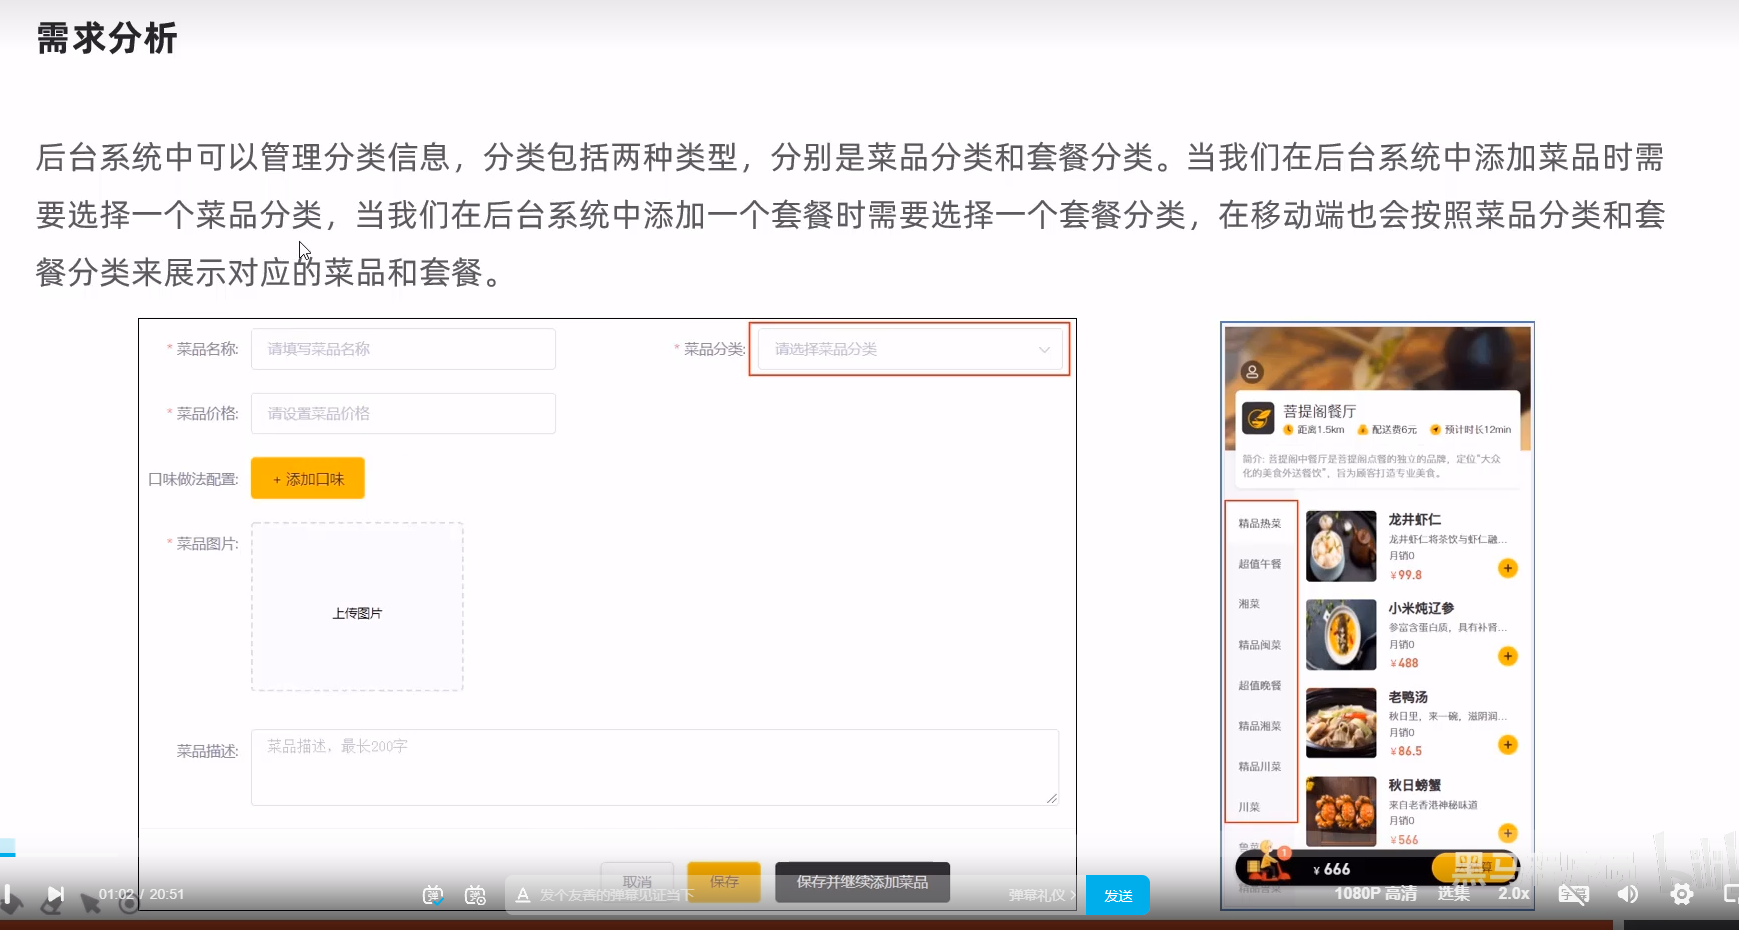 需求分析
后台系统中可以管理分类信息，分类包括两种类型，分别是菜品分类和套餐分类。当我们在后台系统中添加菜品时需
要选择一个菜品分类，当我们在后台系统中添加一个套餐时需要选择一个套餐分类，在移动端也会按照菜品分类和套
餐分类来展示对应的菜品和套餐。
* 菜品名称: 请填写菜品名称
* 菜品分类: 请选择菜品分类
* 菜品价格: 请设置菜品价格
口味做法配置: + 添加口味
* 菜品图片:
上传图片
菜品描述: 菜品描述，最长200字
取消 保存 保存并继续添加菜品
菩提阁餐厅
距离1.5km 配送费6元 预计时长12min
简介: 菩提阁中餐厅是菩提阁点餐的独立的品牌，定位“大众
化的美食外送餐饮”，旨为顾客打造专业美食。
精品热菜
超值午餐
湘菜
精品闽菜
超值晚餐
精品湘菜
精品川菜
川菜
龙井虾仁
龙井虾仁将茶饮与虾仁融...
月销0
¥99.8
小米炖辽参
参富含蛋白质，具有补肾...
月销0
¥488
老鸭汤
秋日里，来一碗，滋阴润...
月销0
¥86.5
秋日螃蟹
来自老香港神秘味道
月销0
¥566
1
¥ 666
01:02 / 20:51
发个友善的弹幕见证当下
弹幕礼仪 >
发送
1080P 高清
选集
2.0x